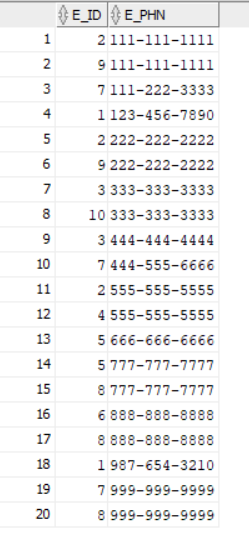 E_ID E_PHN
1 2 111-111-1111
2 9 111-111-1111
3 7 111-222-3333
4 1 123-456-7890
5 2 222-222-2222
6 9 222-222-2222
7 3 333-333-3333
8 10 333-333-3333
9 3 444-444-4444
10 7 444-555-6666
11 2 555-555-5555
12 4 555-555-5555
13 5 666-666-6666
14 5 777-777-7777
15 8 777-777-7777
16 6 888-888-8888
17 8 888-888-8888
18 1 987-654-3210
19 7 999-999-9999
20 8 999-999-9999